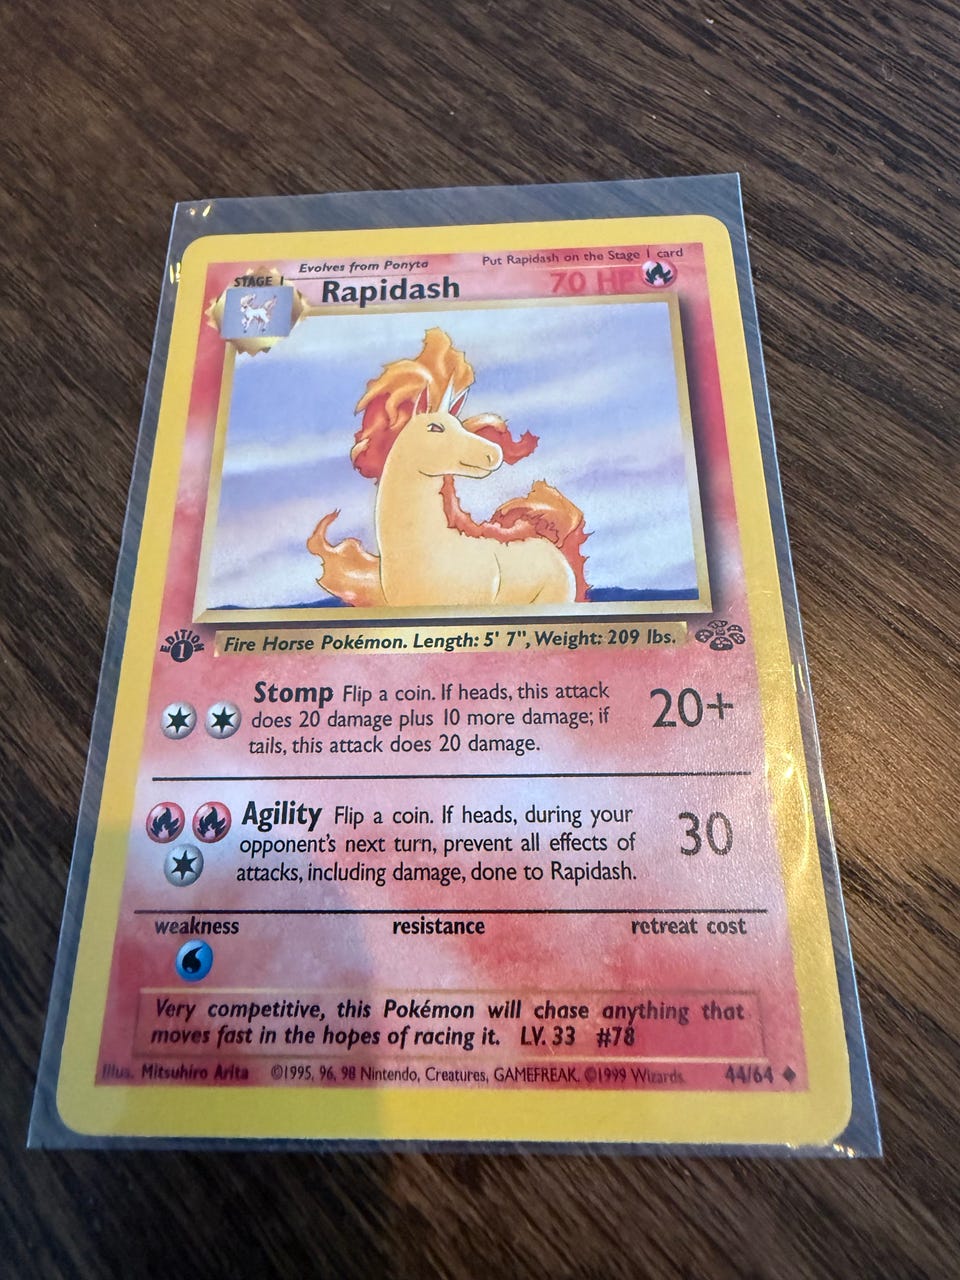 Evolves from Ponyta
Put Rapidash on the Stage 1 card
STAGE 1
Rapidash
70 HP
EDITION
1
Fire Horse Pokémon. Length: 5' 7", Weight: 209 lbs.
Stomp Flip a coin. If heads, this attack
does 20 damage plus 10 more damage; if
tails, this attack does 20 damage.
20+
Agility Flip a coin. If heads, during your
opponent's next turn, prevent all effects of
attacks, including damage, done to Rapidash.
30
weakness
resistance
retreat cost
Very competitive, this Pokémon will chase anything that
moves fast in the hopes of racing it. LV. 33 #78
Illus. Mitsuhiro Arita ©1995, 96, 98 Nintendo, Creatures, GAMEFREAK. ©1999 Wizards. 44/64